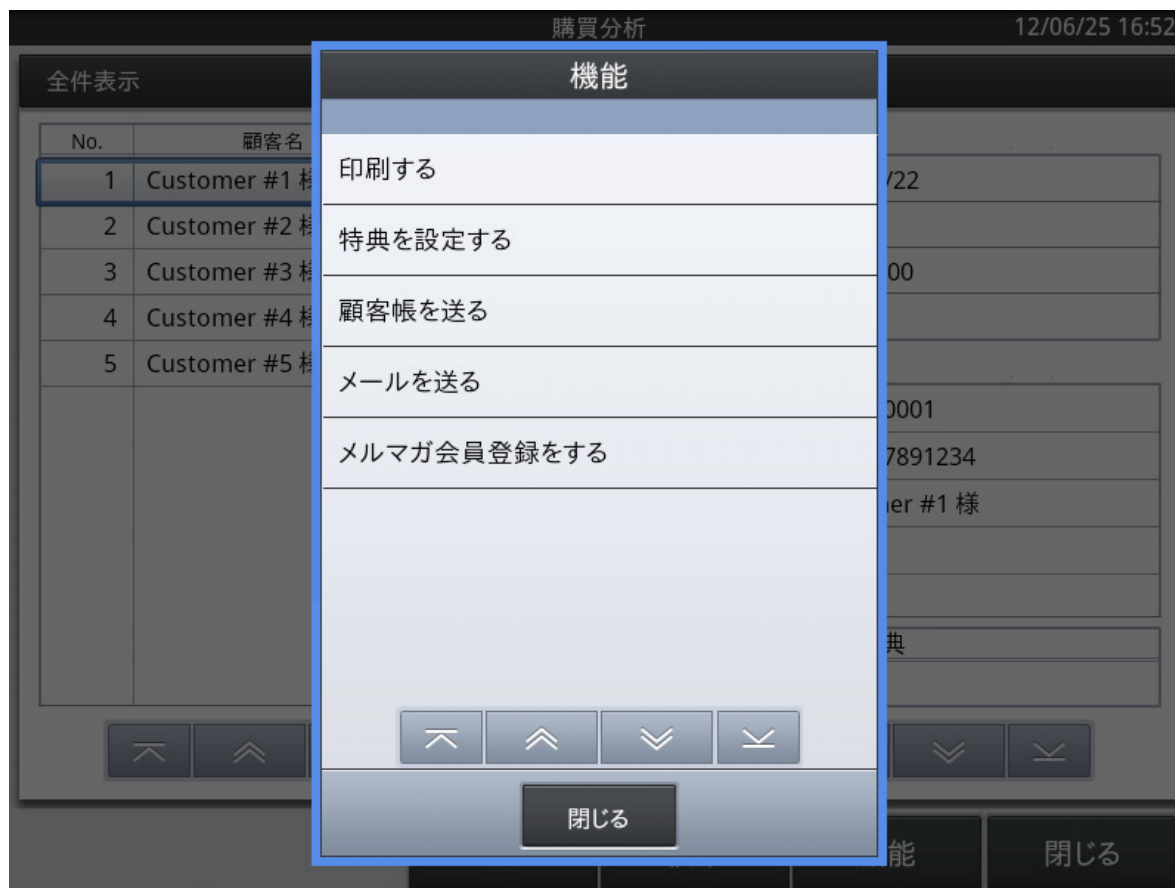 購買分析
12/06/25 16:52
全件表示
機能
No.
顧客名
1 Customer #1 様
2 Customer #2 様
3 Customer #3 様
4 Customer #4 様
5 Customer #5 様
印刷する
特典を設定する
顧客帳を送る
メールを送る
メルマガ会員登録をする
/22
00
0001
7891234
er #1 様
典
閉じる
能
閉じる